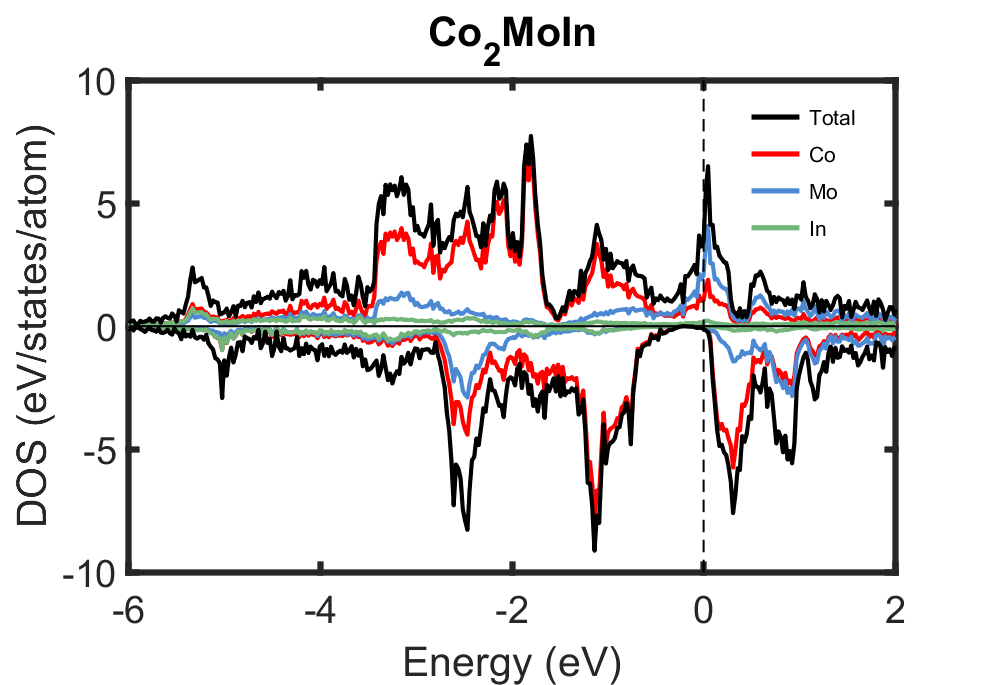 Co₂MoIn
DOS (eV/states/atom)
10
5
0
0
-5
-10
Total
Co
Mo
In
-6
-4
-2
0
2
Energy (eV)